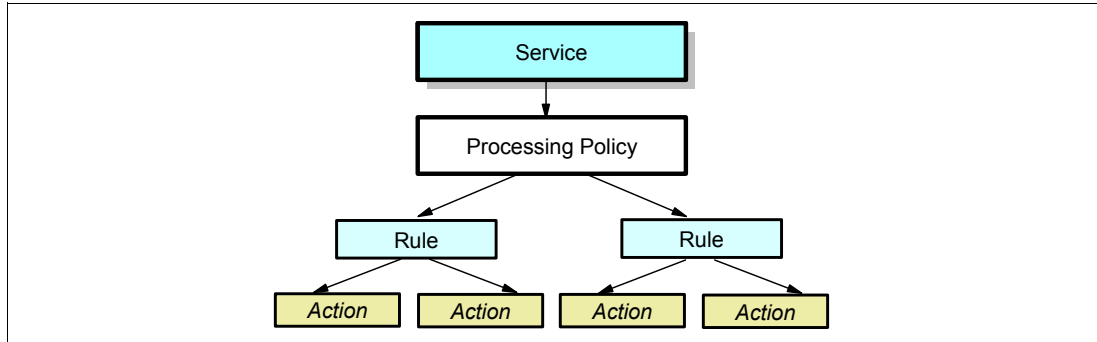 Service
Processing Policy
Rule Rule
Action Action Action Action